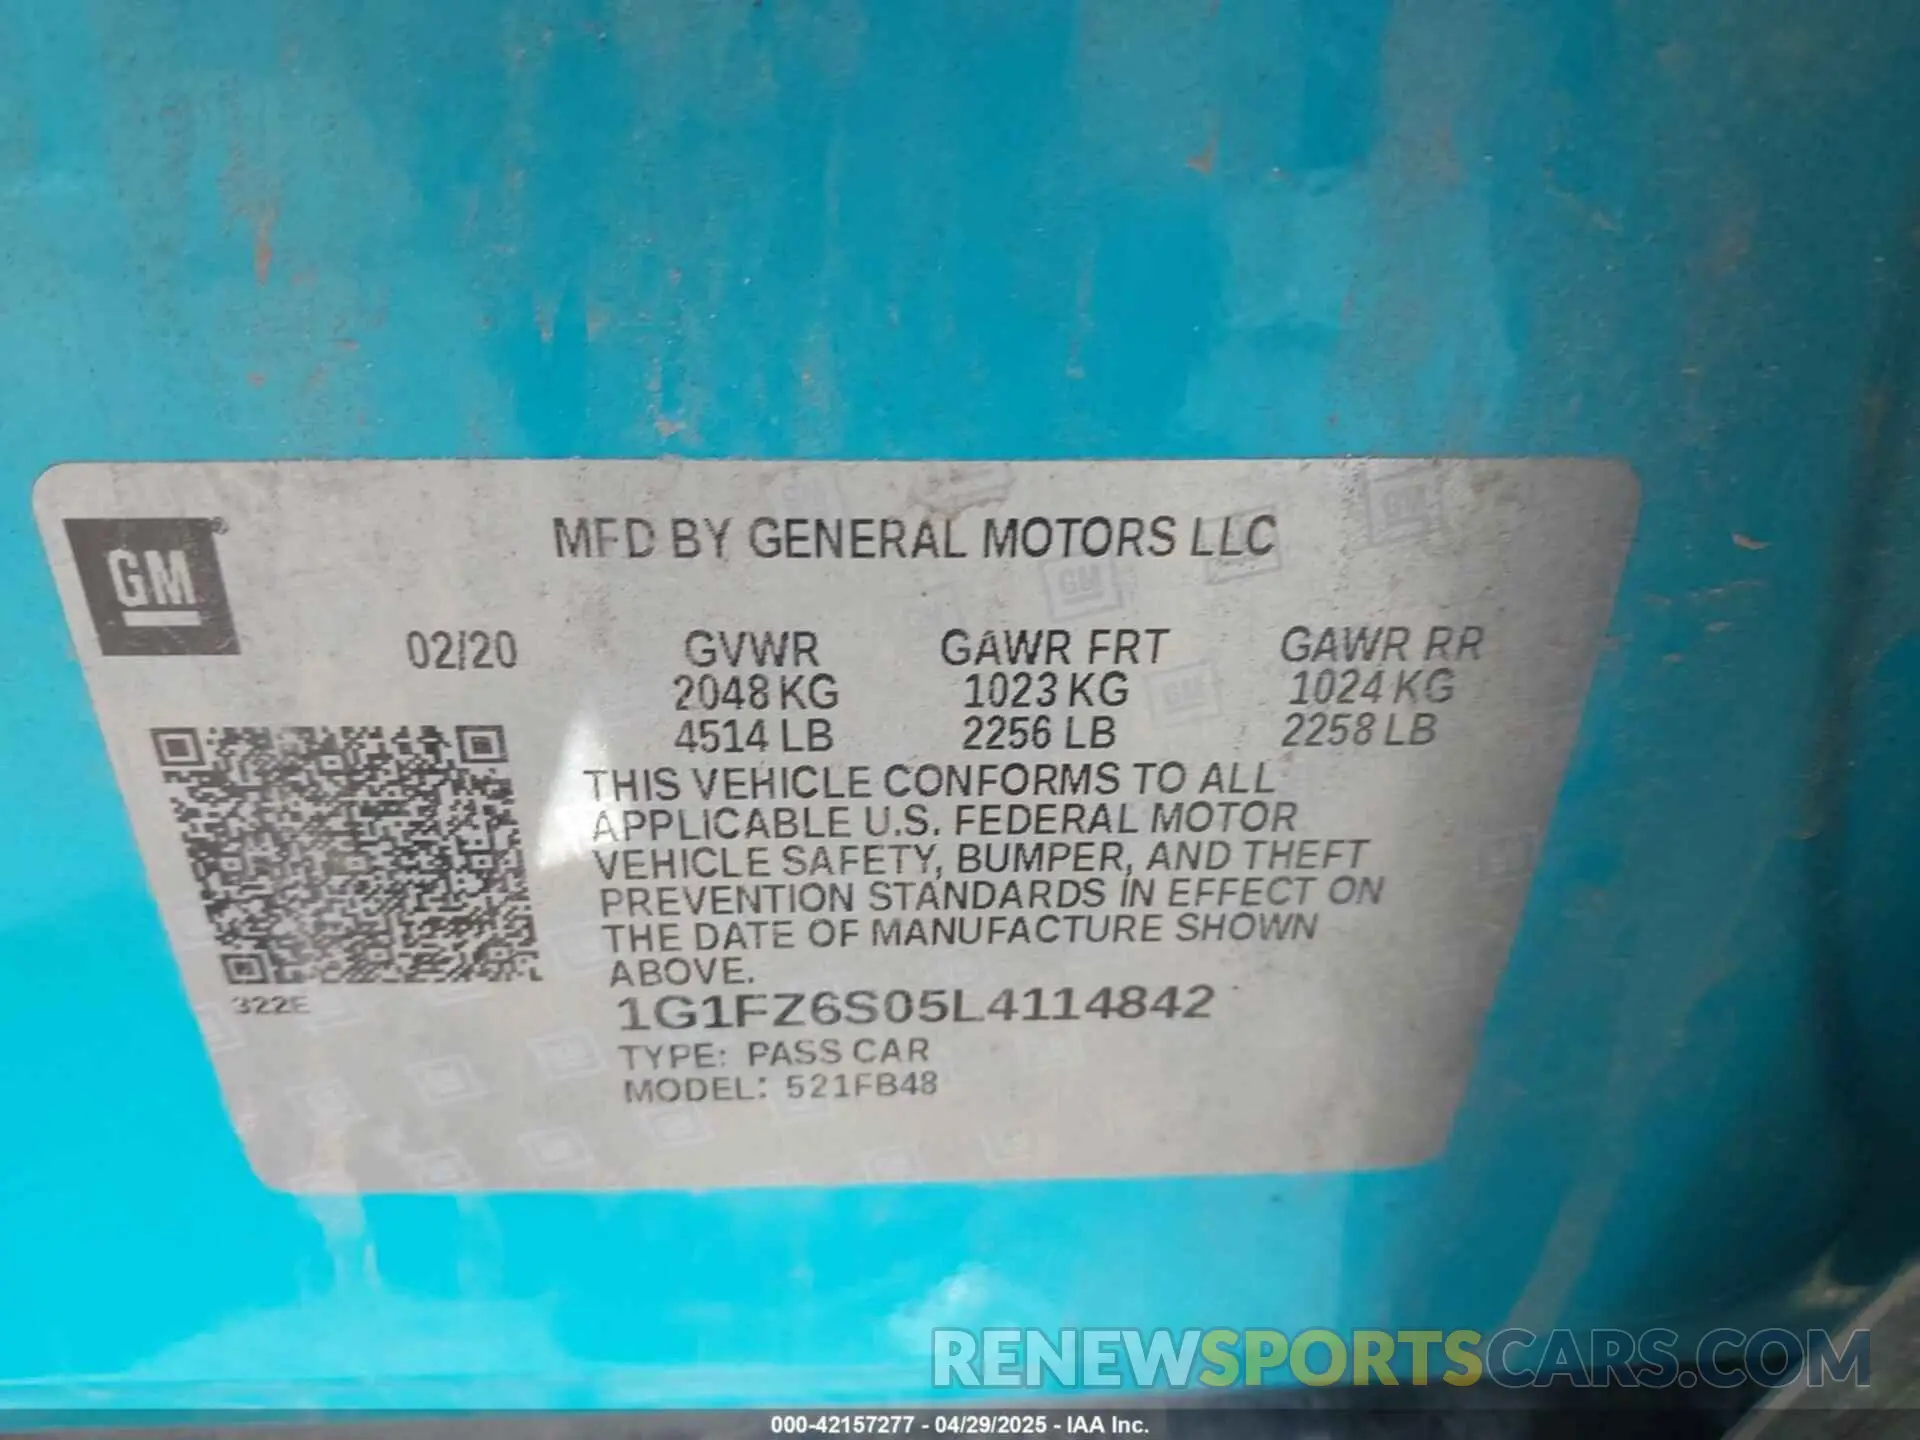 GM
MFD BY GENERAL MOTORS LLC
02/20 GVWR GAWR FRT GAWR RR
2048 KG 1023 KG 1024 KG
4514 LB 2256 LB 2258 LB
THIS VEHICLE CONFORMS TO ALL
APPLICABLE U.S. FEDERAL MOTOR
VEHICLE SAFETY, BUMPER, AND THEFT
PREVENTION STANDARDS IN EFFECT ON
THE DATE OF MANUFACTURE SHOWN
ABOVE.
322E
1G1FZ6S05L4114842
TYPE: PASS CAR
MODEL: 521FB48
RENEWSPORTSCARS.COM
000-42157277 - 04/29/2025 - IAA Inc.